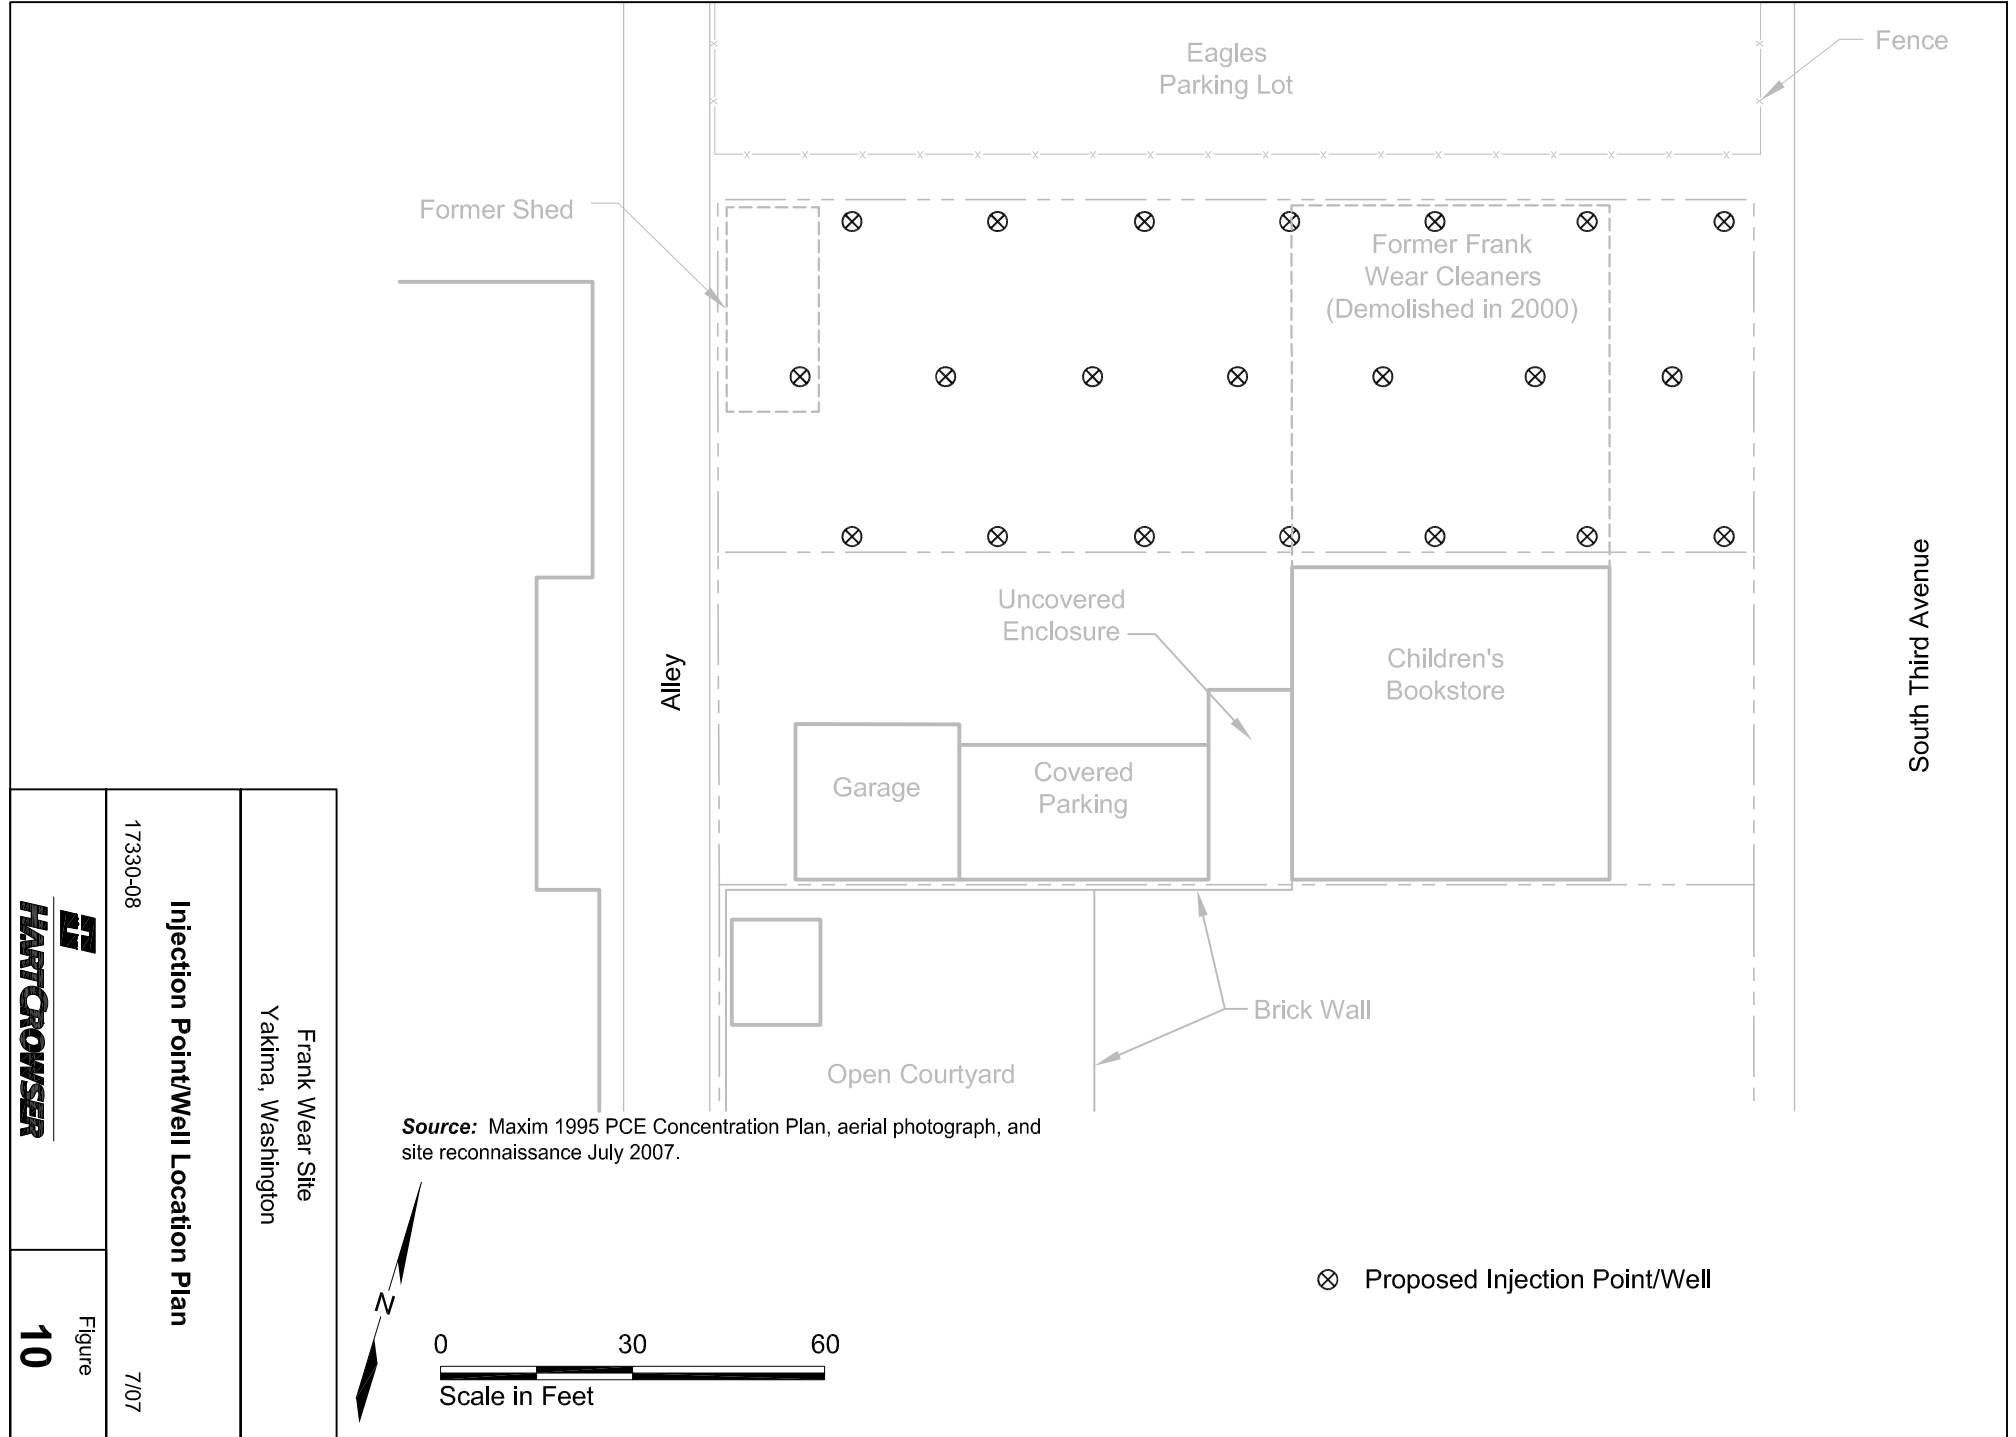 Eagles
Parking Lot
Fence
Former Shed
Former Frank
Wear Cleaners
(Demolished in 2000)
Uncovered
Enclosure
Children's
Bookstore
Alley
South Third Avenue
Garage
Covered
Parking
Brick Wall
Open Courtyard
Source: Maxim 1995 PCE Concentration Plan, aerial photograph, and
site reconnaissance July 2007.
N
0 30 60
Scale in Feet
Proposed Injection Point/Well
Frank Wear Site
Yakima, Washington
Injection Point/Well Location Plan
17330-08 7/07
HARTCROWSER
Figure
10